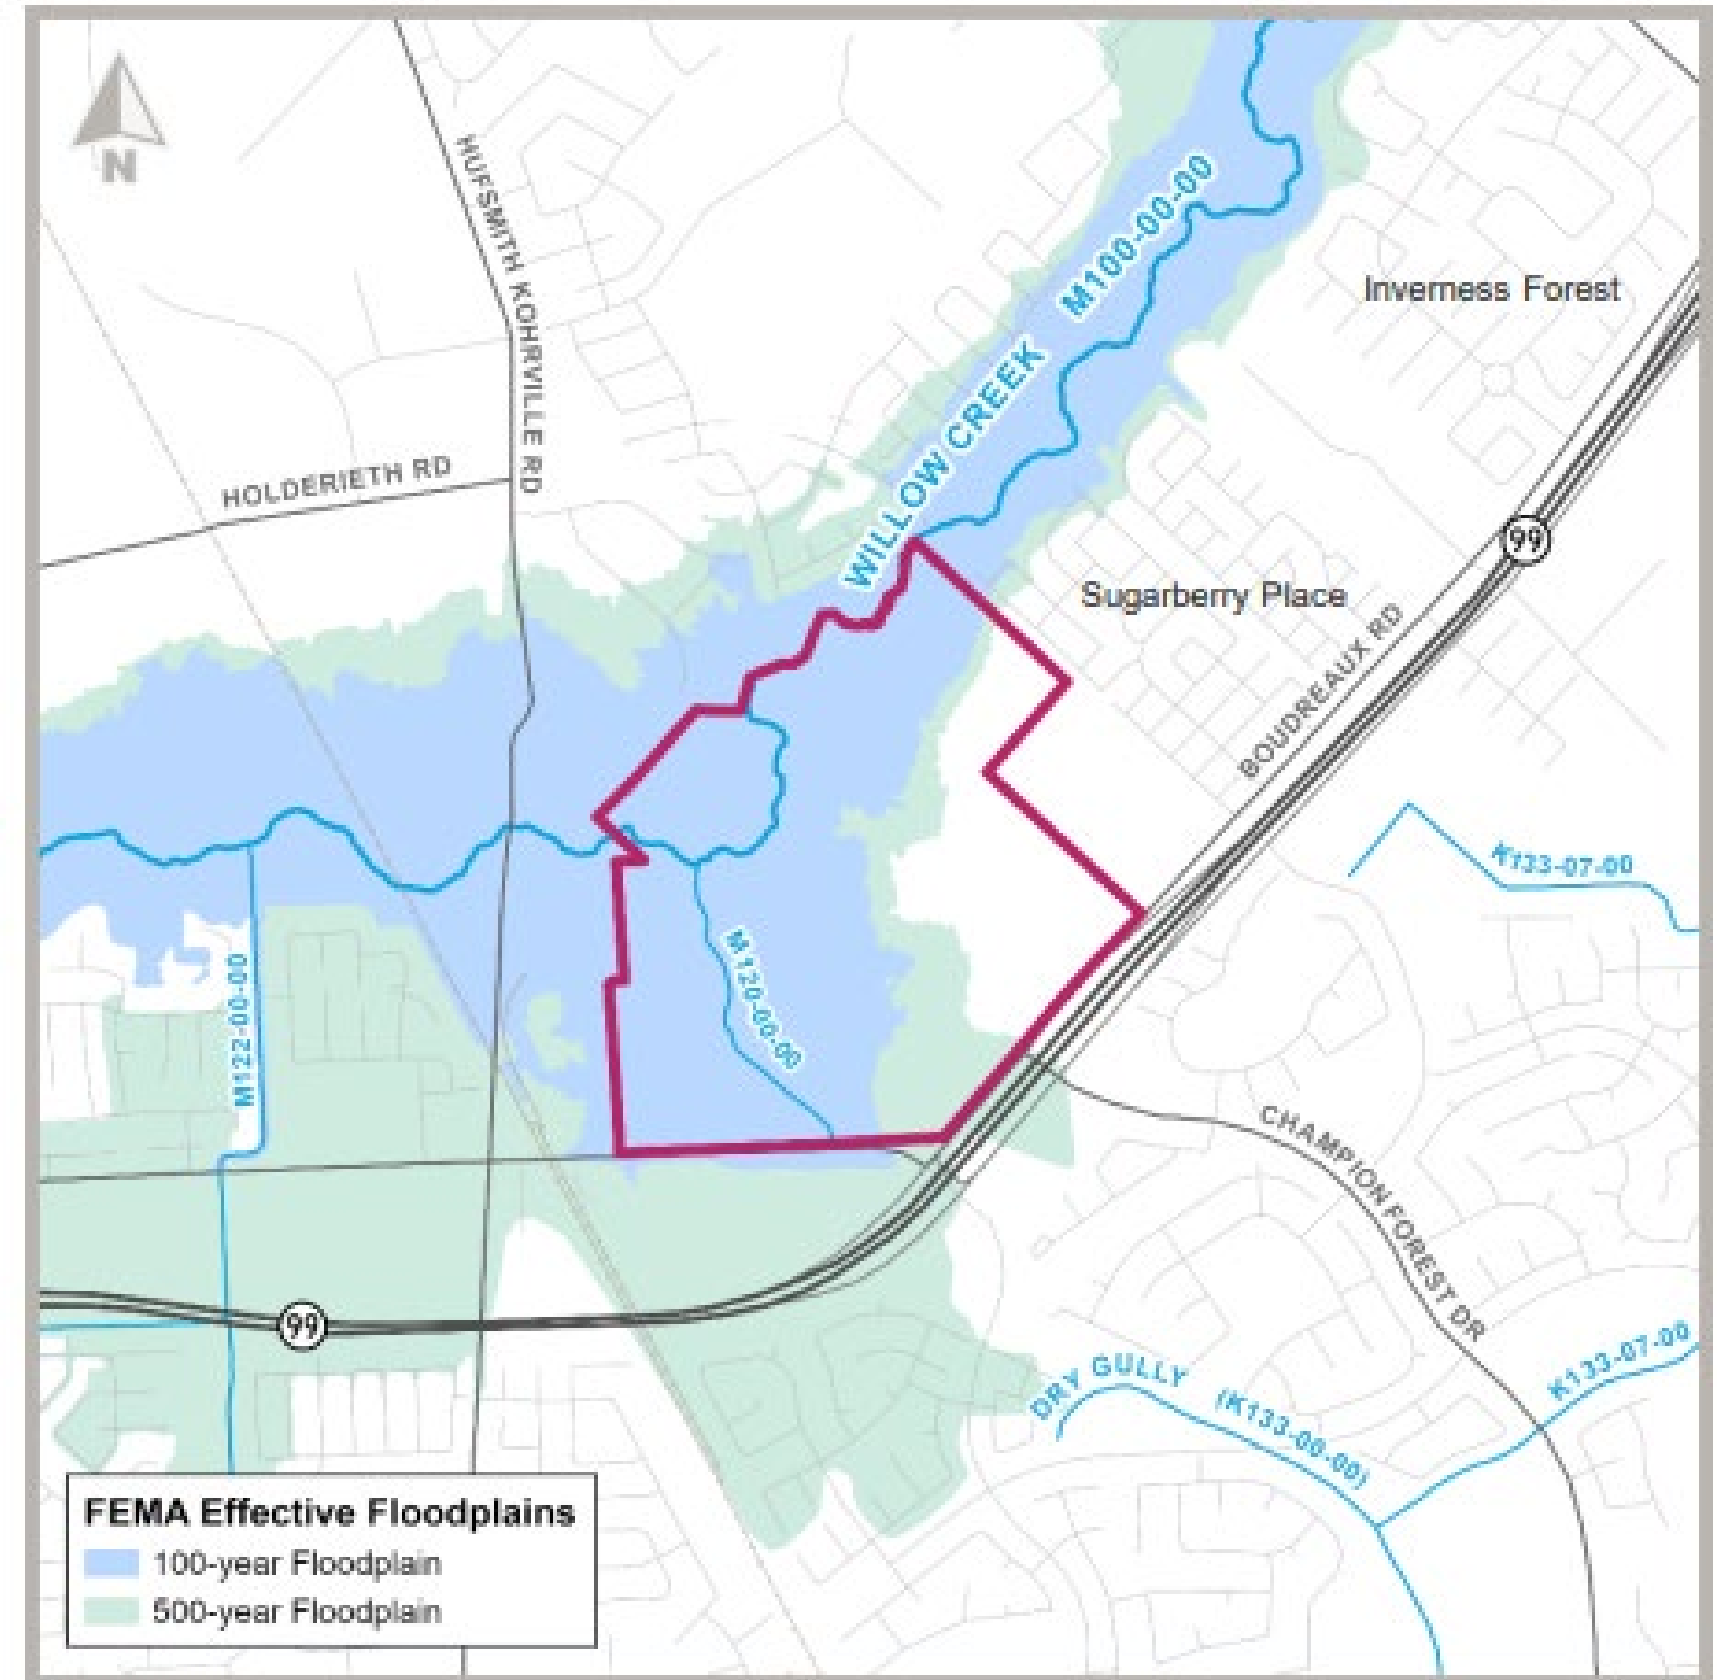 N
HUFSMITH KOHRVILLE RD
HOLDERIETH RD
WILLOW CREEK M100-00-00
Inverness Forest
99
Sugarberry Place
BOUDREAUX RD
K133-07-00
M122-00-00
M120-00-00
CHAMPION FOREST DR
99
DRY GULLY (K133-00-00)
K133-07-00
FEMA Effective Floodplains
100-year Floodplain
500-year Floodplain